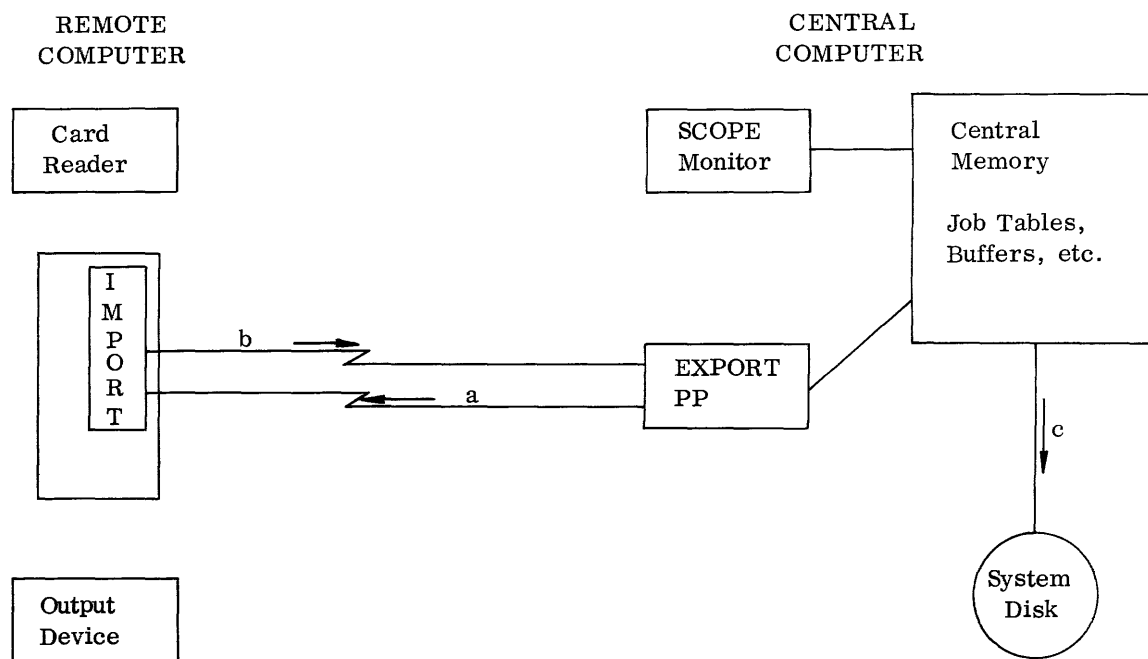 REMOTE
COMPUTER
CENTRAL
COMPUTER
Card
Reader
SCOPE
Monitor
Central
Memory
Job Tables,
Buffers, etc.
IMPORT
b
a
EXPORT
PP
c
System
Disk
Output
Device